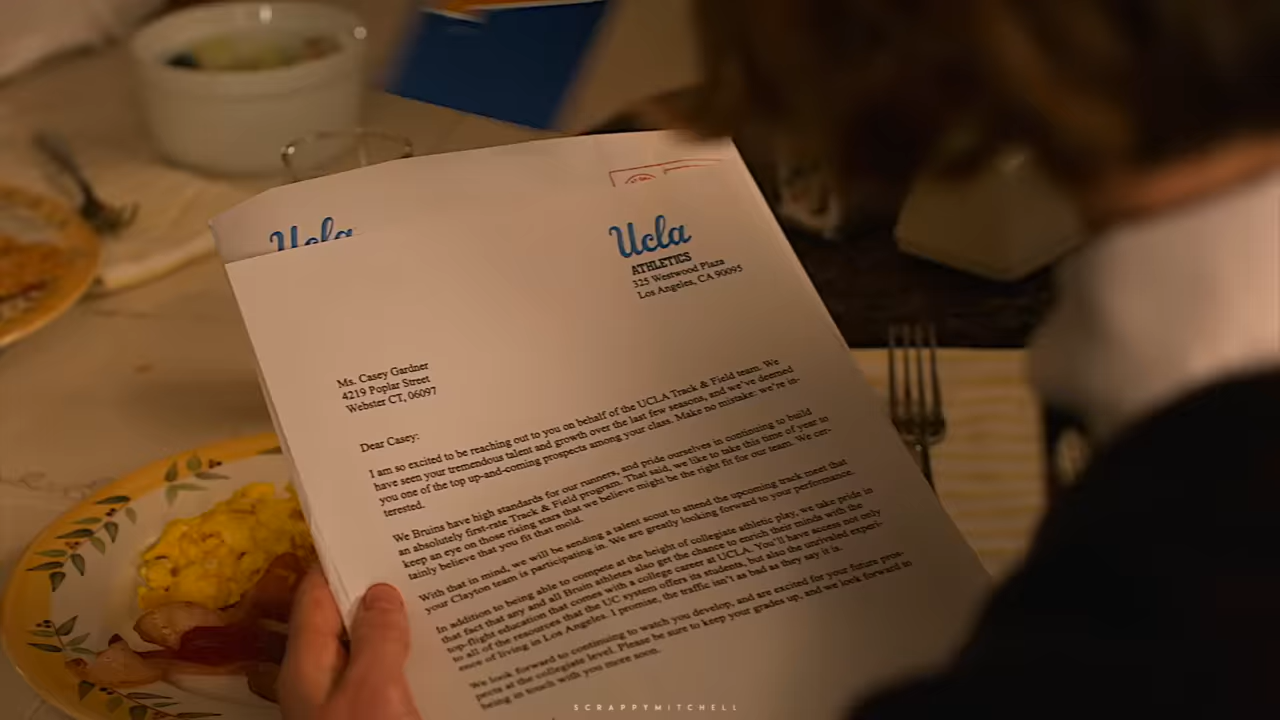 Ucla
Ucla
ATHLETICS
325 Westwood Plaza
Los Angeles, CA 90095
Ms. Casey Gardner
4219 Poplar Street
Webster CT, 06097
Dear Casey:
I am so excited to be reaching out to you on behalf of the UCLA Track & Field team. We
have seen your tremendous talent and growth over the last few seasons, and we've deemed
you one of the top up-and-coming prospects among your class. Make no mistake: we're in-
terested.
We Bruins have high standards for our runners, and pride ourselves in continuing to build
an absolutely first-rate Track & Field program. That said, we like to take this time of year to
keep an eye on those rising stars that we believe might be the right fit for our team. We cer-
tainly believe that you fit that mold.
With that in mind, we will be sending a talent scout to attend the upcoming track meet that
your Clayton team is participating in. We are greatly looking forward to your performance.
In addition to being able to compete at the height of collegiate athletic play, we take pride in
that fact that any and all Bruin athletes also get the chance to enrich their minds with the
top-flight education that comes with a college career at UCLA. You'll have access not only
to all of the resources that the UC system offers its students, but also the unrivaled experi-
ence of living in Los Angeles. I promise, the traffic isn't as bad as they say it is.
We look forward to continuing to watch you develop, and are excited for your future pros-
pects at the collegiate level. Please be sure to keep your grades up, and we look forward to
being in touch with you more soon.
SCRAPPYMITCHELL